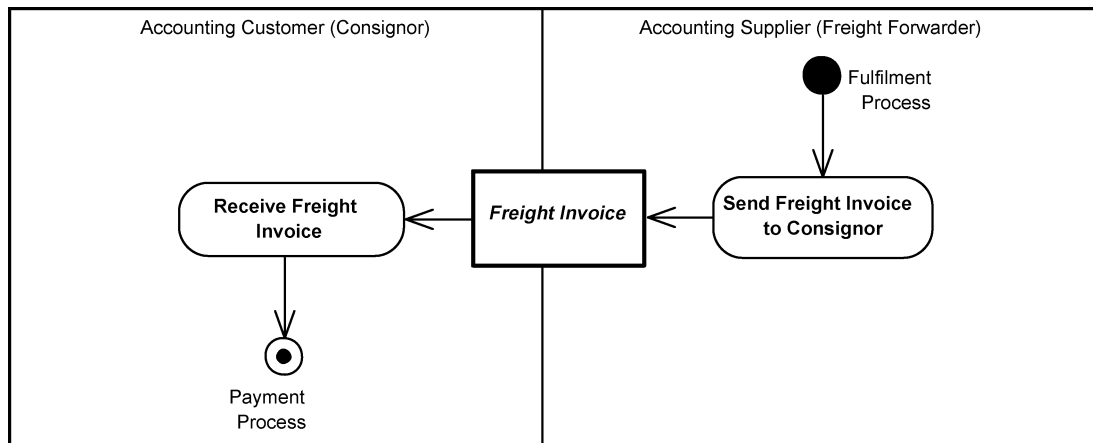 Accounting Customer (Consignor)
Accounting Supplier (Freight Forwarder)
Fulfilment
Process
Send Freight Invoice
to Consignor
Freight Invoice
Receive Freight
Invoice
Payment
Process